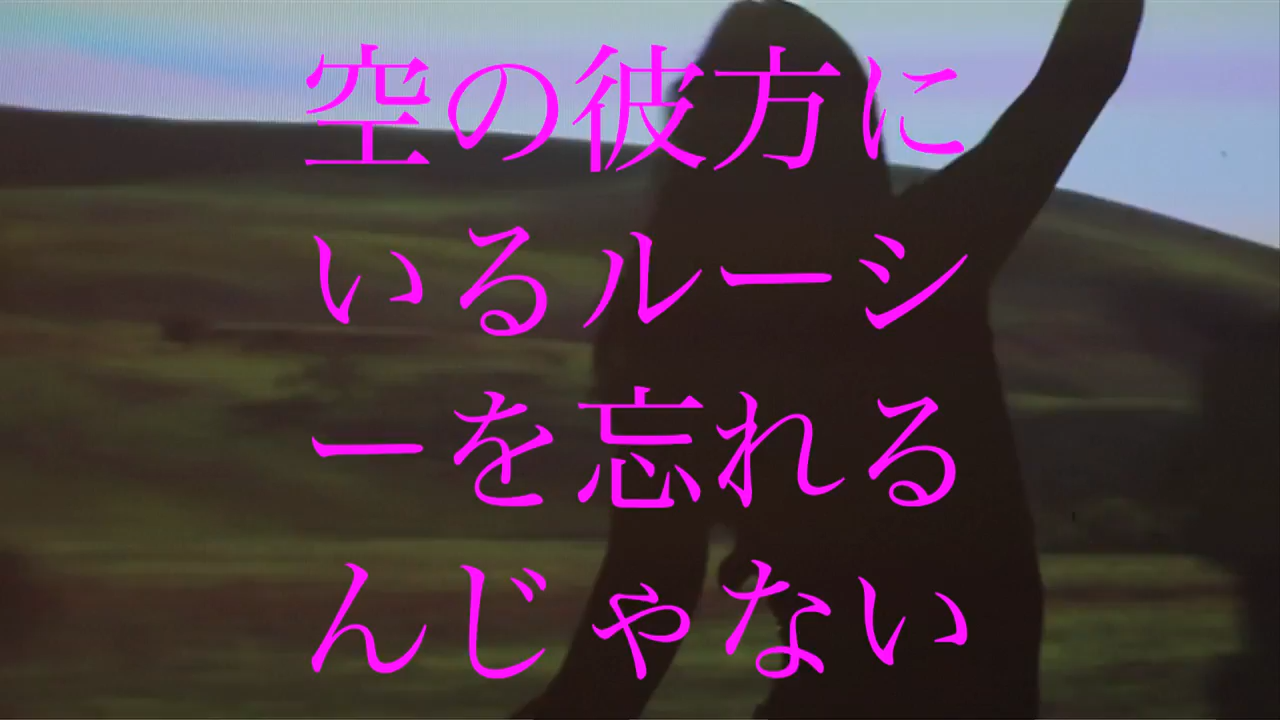 空の彼方に
いるルーシ
ーを忘れる
んじゃない